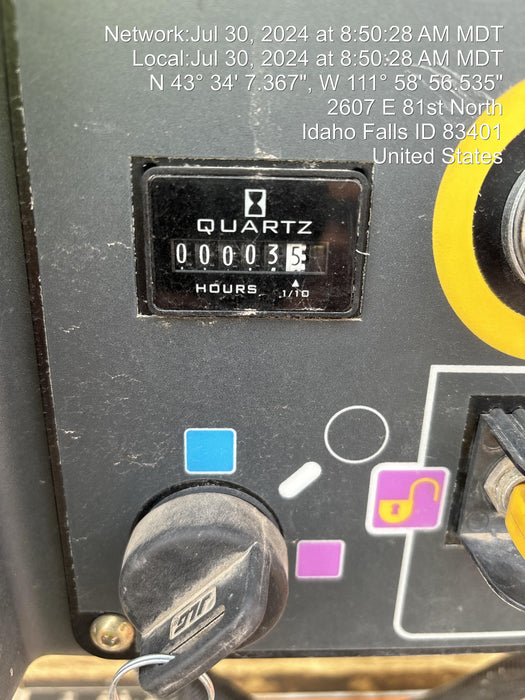 Network:Jul 30, 2024 at 8:50:28 AM MDT
Local:Jul 30, 2024 at 8:50:28 AM MDT
N 43° 34' 7.367", W 111° 58' 56.535"
2607 E 81st North
Idaho Falls ID 83401
United States
QUARTZ
000035
HOURS 1/10
JLG